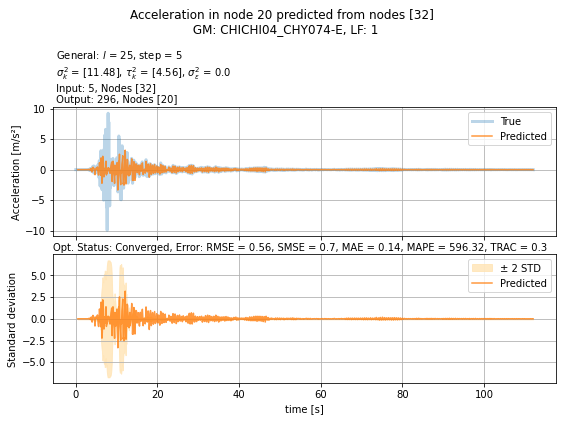 Acceleration in node 20 predicted from nodes [32]
GM: CHICHI04_CHY074-E, LF: 1
General: l = 25, step = 5
σ²ₖ = [11.48], τ²ₖ = [4.56], σ²ε = 0.0
Input: 5, Nodes [32]
Output: 296, Nodes [20]
Acceleration [m/s²]
10
5
0
−5
−10
True
Predicted
Opt. Status: Converged, Error: RMSE = 0.56, SMSE = 0.7, MAE = 0.14, MAPE = 596.32, TRAC = 0.3
Standard deviation
5.0
2.5
0.0
−2.5
−5.0
± 2 STD
Predicted
0 20 40 60 80 100
time [s]